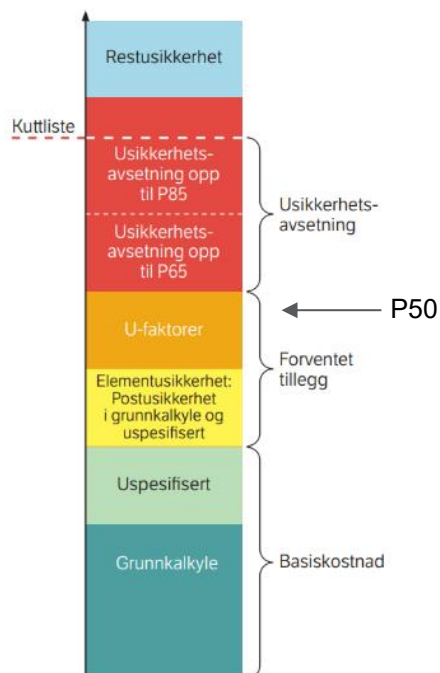 Restusikkerhet
Kuttliste
Usikkerhets-
avsetning opp
til P85
Usikkerhets-
avsetning
Usikkerhets-
avsetning opp
til P65
P50
U-faktorer
Forventet
tillegg
Elementusikkerhet:
Postusikkerhet
i grunnkalkyle og
uspesifisert
Uspesifisert
Grunnkalkyle
Basiskostnad